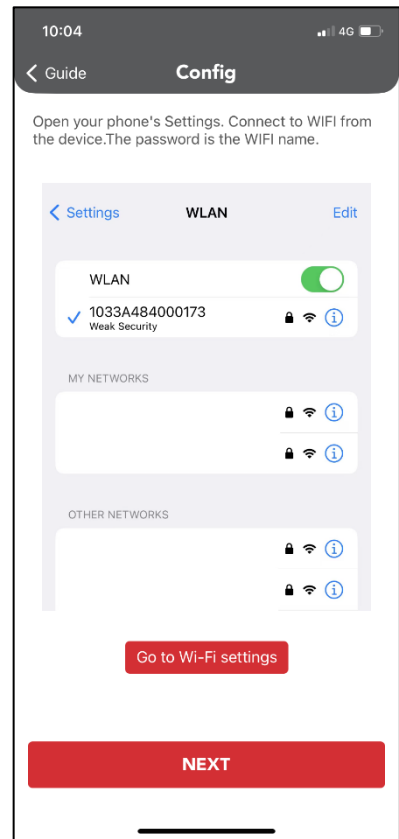 10:04
4G
Guide
Config
Open your phone's Settings. Connect to WIFI from
the device.The password is the WIFI name.
Settings
WLAN
Edit
WLAN
1033A484000173
Weak Security
MY NETWORKS
OTHER NETWORKS
Go to Wi-Fi settings
NEXT